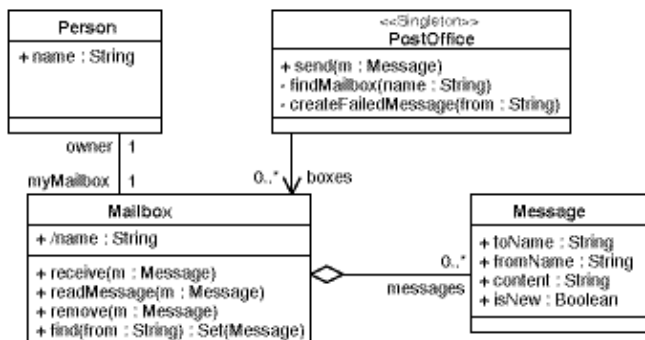 Person
+ name : String
<<Singleton>>
PostOffice
+ send(m : Message)
- findMailbox(name : String)
- createFailedMessage(from : String)
owner 1
myMailbox 1
0..* boxes
Mailbox
+ /name : String
+ receive(m : Message)
+ readMessage(m : Message)
+ remove(m : Message)
+ find(from : String) : Set(Message)
0..*
messages
Message
+ toName : String
+ fromName : String
+ content : String
+ isNew : Boolean